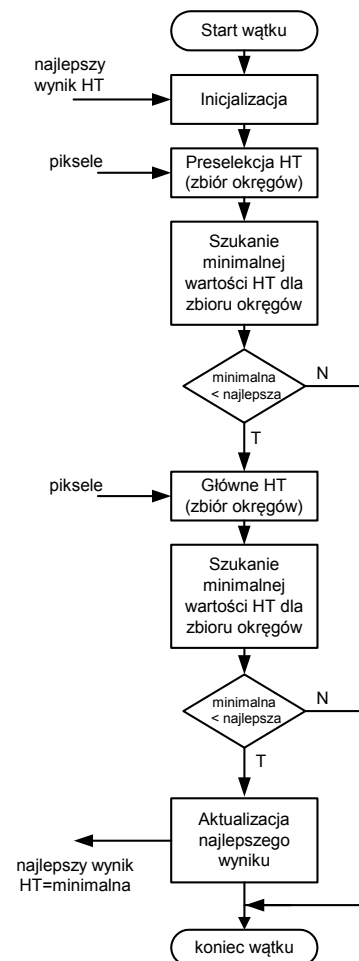 Start wątku
najlepszy
wynik HT
Inicjalizacja
piksele
Preselekcja HT
(zbiór okręgów)
Szukanie
minimalnej
wartości HT dla
zbioru okręgów
minimalna
< najlepsza
N
T
piksele
Główne HT
(zbiór okręgów)
Szukanie
minimalnej
wartości HT dla
zbioru okręgów
minimalna
< najlepsza
N
T
Aktualizacja
najlepszego
wyniku
najlepszy wynik
HT=minimalna
koniec wątku